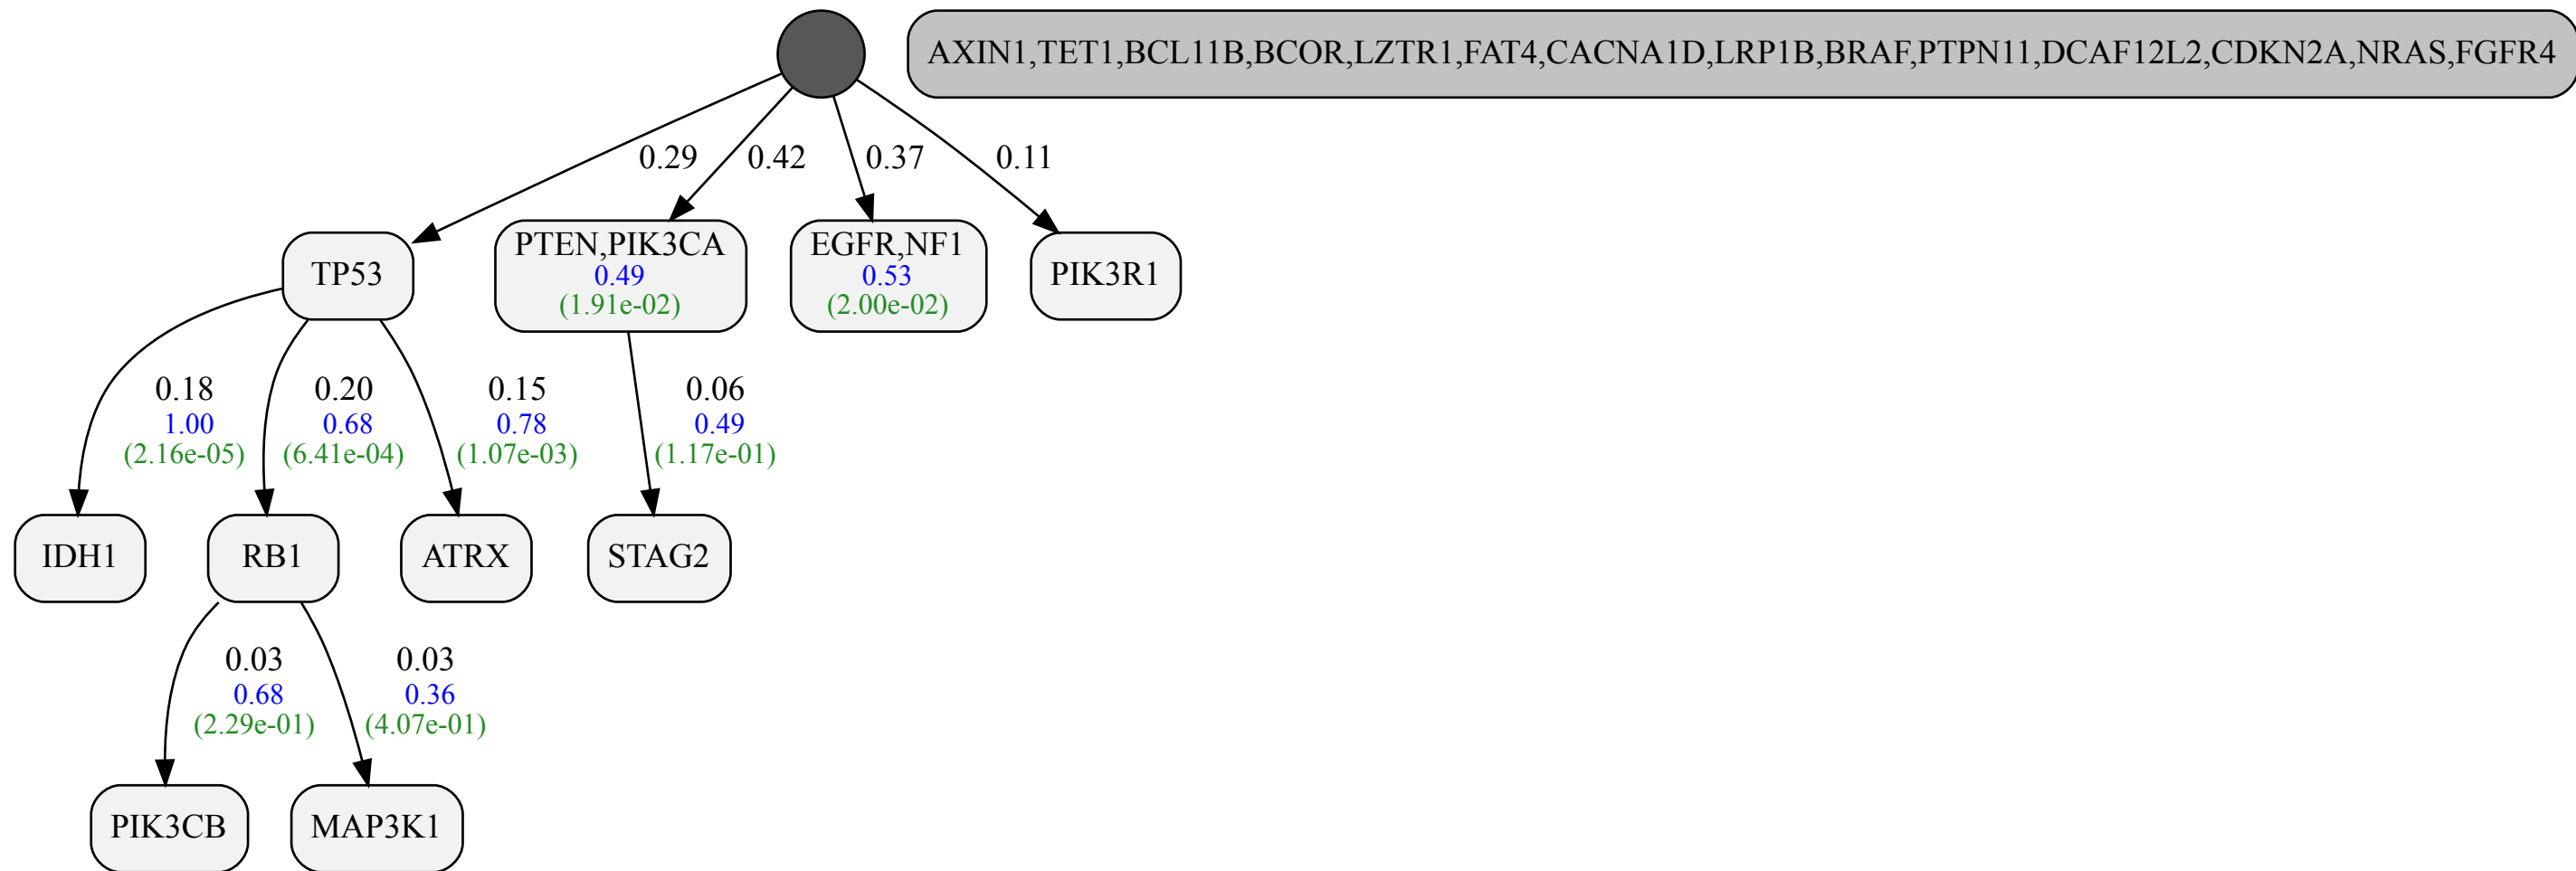 AXIN1,TET1,BCL11B,BCOR,LZTR1,FAT4,CACNA1D,LRP1B,BRAF,PTPN11,DCAF12L2,CDKN2A,NRAS,FGFR4
0.29
0.42
0.37
0.11
TP53
PTEN,PIK3CA
0.49
(1.91e-02)
EGFR,NF1
0.53
(2.00e-02)
PIK3R1
0.18
1.00
(2.16e-05)
0.20
0.68
(6.41e-04)
0.15
0.78
(1.07e-03)
0.06
0.49
(1.17e-01)
IDH1
RB1
ATRX
STAG2
0.03
0.68
(2.29e-01)
0.03
0.36
(4.07e-01)
PIK3CB
MAP3K1